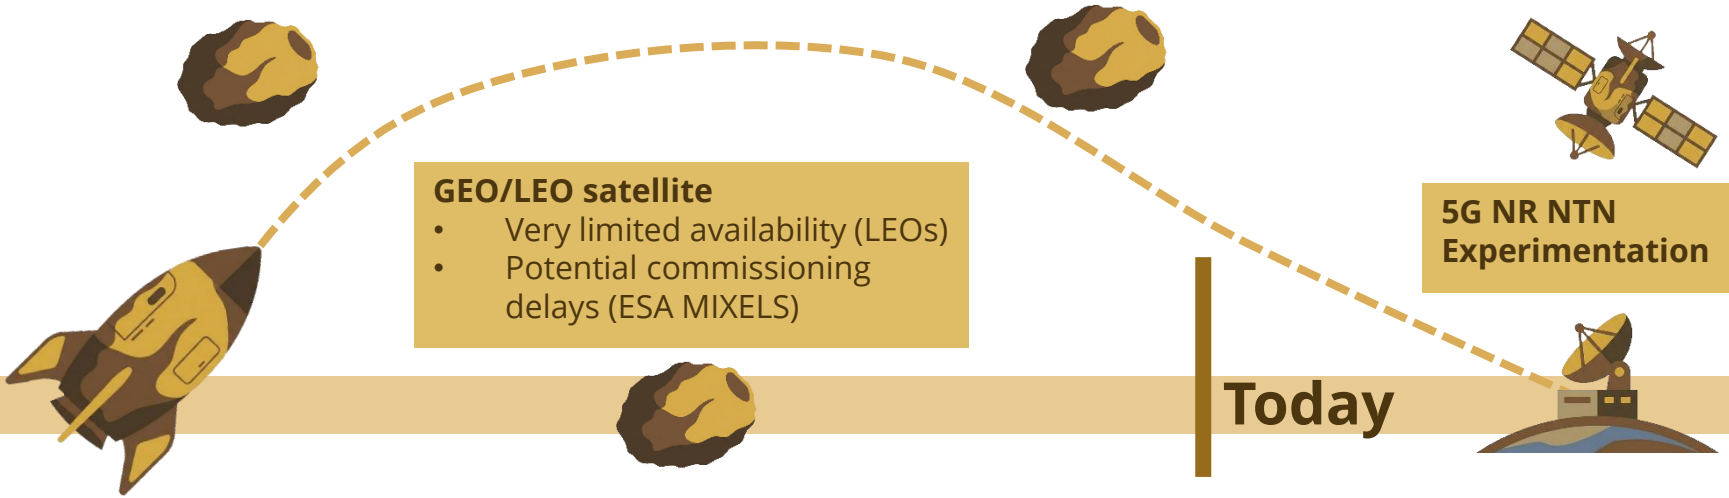 GEO/LEO satellite
• Very limited availability (LEOs)
• Potential commissioning
delays (ESA MIXELS)
5G NR NTN
Experimentation
Today